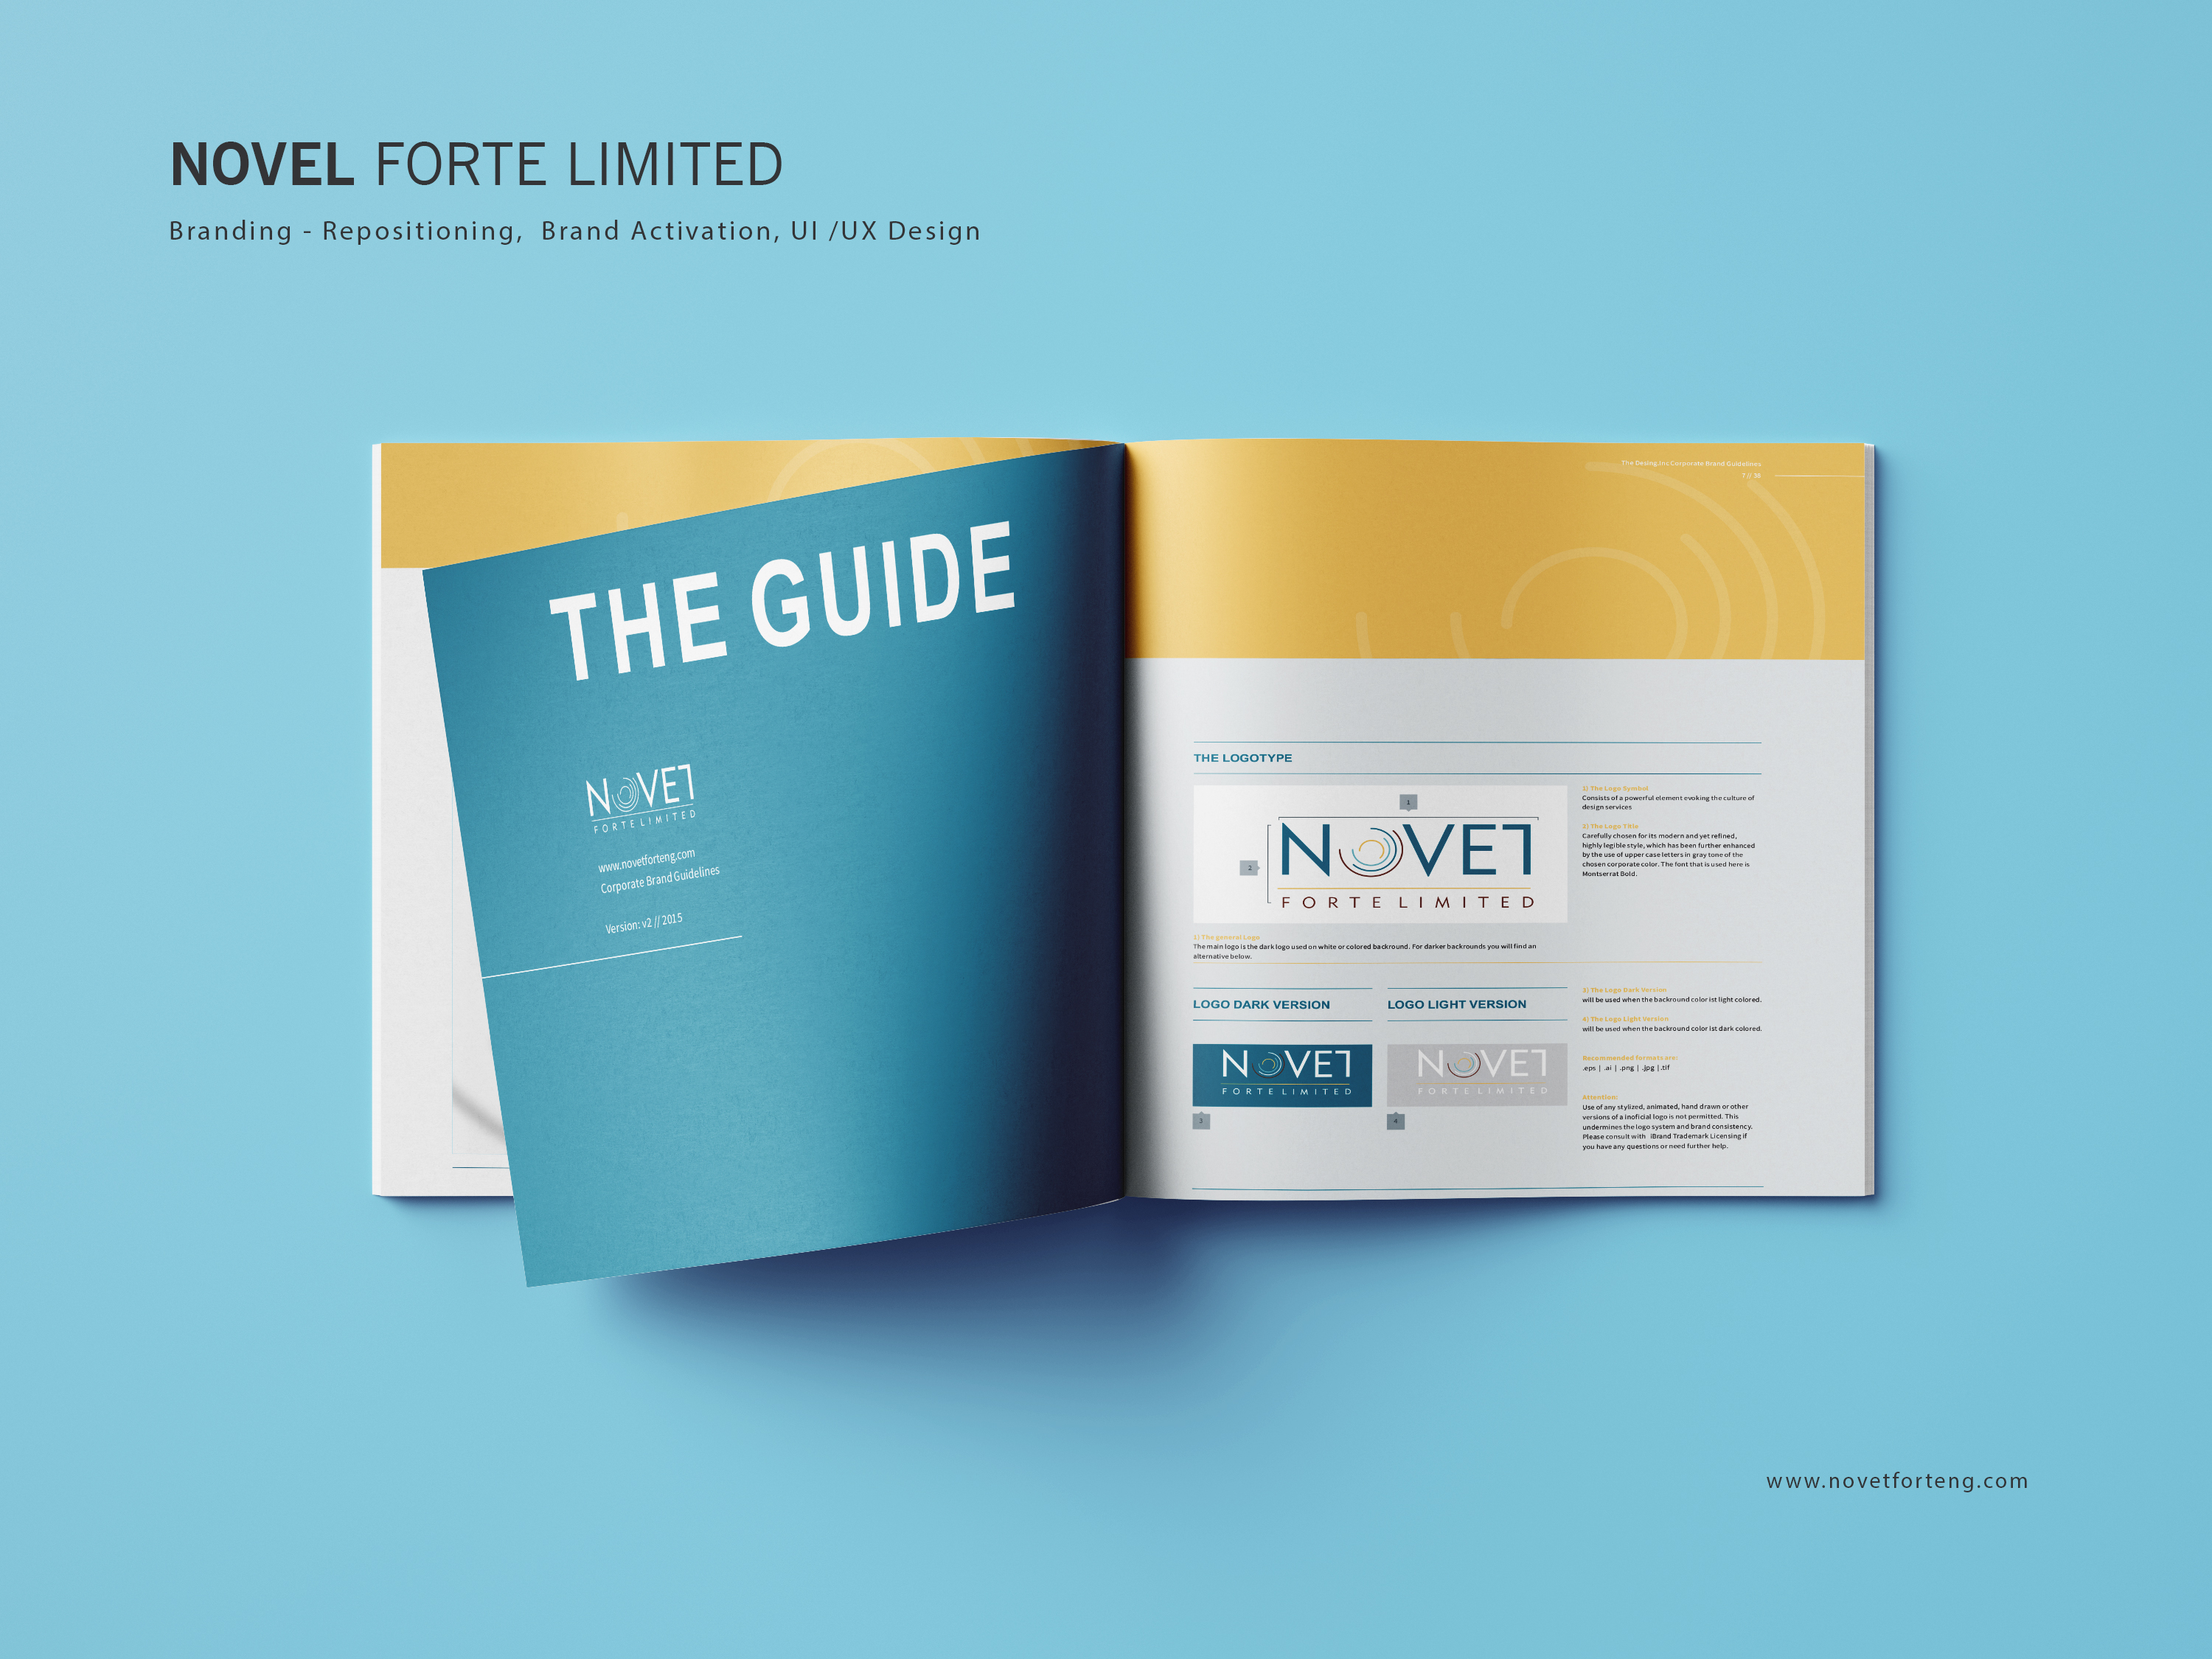 NOVEL FORTE LIMITED
Branding - Repositioning, Brand Activation, UI /UX Design
THE GUIDE
NOVET
FORTE LIMITED
www.novetforteng.com
Corporate Brand Guidelines
Version: v2 // 2015
The Desing.Inc Corporate Brand Guidelines
7 // 36
THE LOGOTYPE
1
2
NOVET
FORTE LIMITED
1) The general Logo
The main logo is the dark logo used on white or colored backround. For darker backrounds you will find an
alternative below.
The Logo Symbol
Consists of a powerful element evoking the culture of
design services
The Logo Title
Carefully chosen for its modern and yet refined,
highly legible style, which has been further enhanced
by the use of upper case letters in gray tone of the
chosen corporate color. The font that is used here is
Montserrat Bold.
LOGO DARK VERSION
NOVET
FORTE LIMITED
3
LOGO LIGHT VERSION
NOVET
FORTE LIMITED
4
The Logo Dark Version
will be used when the backround color ist light colored.
4) The Logo Light Version
will be used when the backround color ist dark colored.
Recommended formats are:
.eps | .ai | .png | .jpg | .tif
Attention:
Use of any stylized, animated, hand drawn or other
versions of a inoficial logo is not permitted. This
undermines the logo system and brand consistency.
Please consult with iBrand Trademark Licensing if
you have any questions or need further help.
www.novetforteng.com